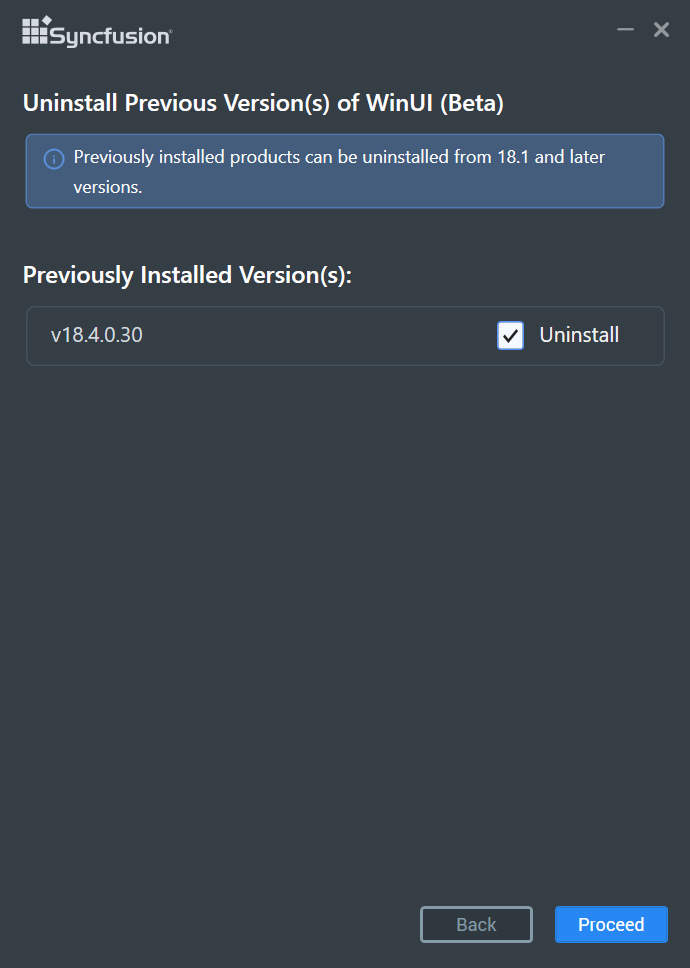 Syncfusion®
Uninstall Previous Version(s) of WinUI (Beta)
Previously installed products can be uninstalled from 18.1 and later
versions.
Previously Installed Version(s):
v18.4.0.30 Uninstall
Back Proceed